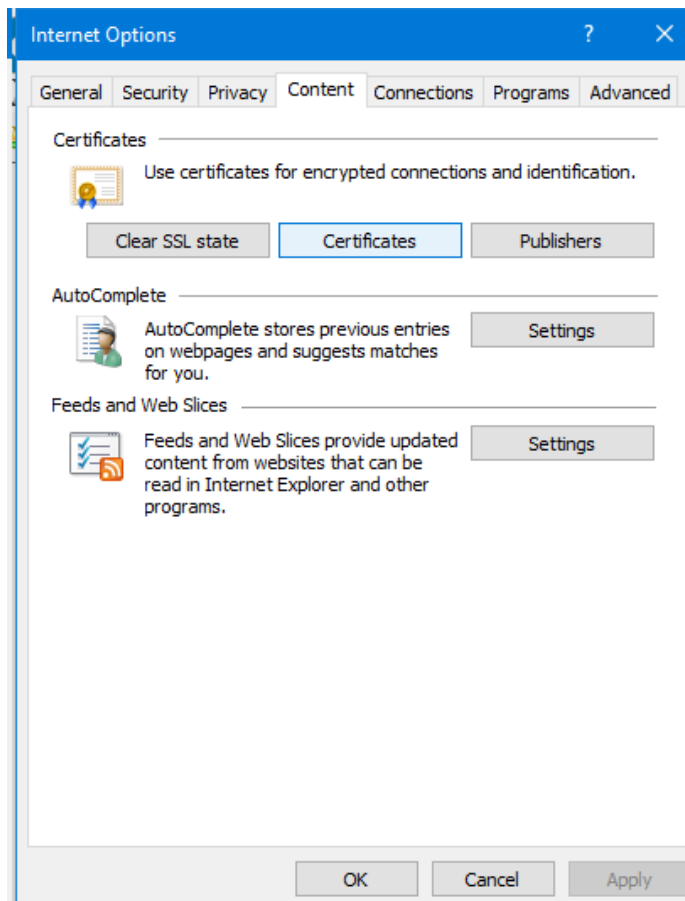 Internet Options ?
General Security Privacy Content Connections Programs Advanced
Certificates
Use certificates for encrypted connections and identification.
Clear SSL state Certificates Publishers
AutoComplete
AutoComplete stores previous entries
on webpages and suggests matches
for you.
Settings
Feeds and Web Slices
Feeds and Web Slices provide updated
content from websites that can be
read in Internet Explorer and other
programs.
Settings
OK Cancel Apply